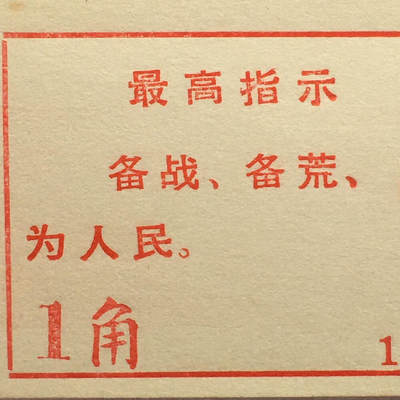 最高指示
备战、备荒、
为人民。
1角 1